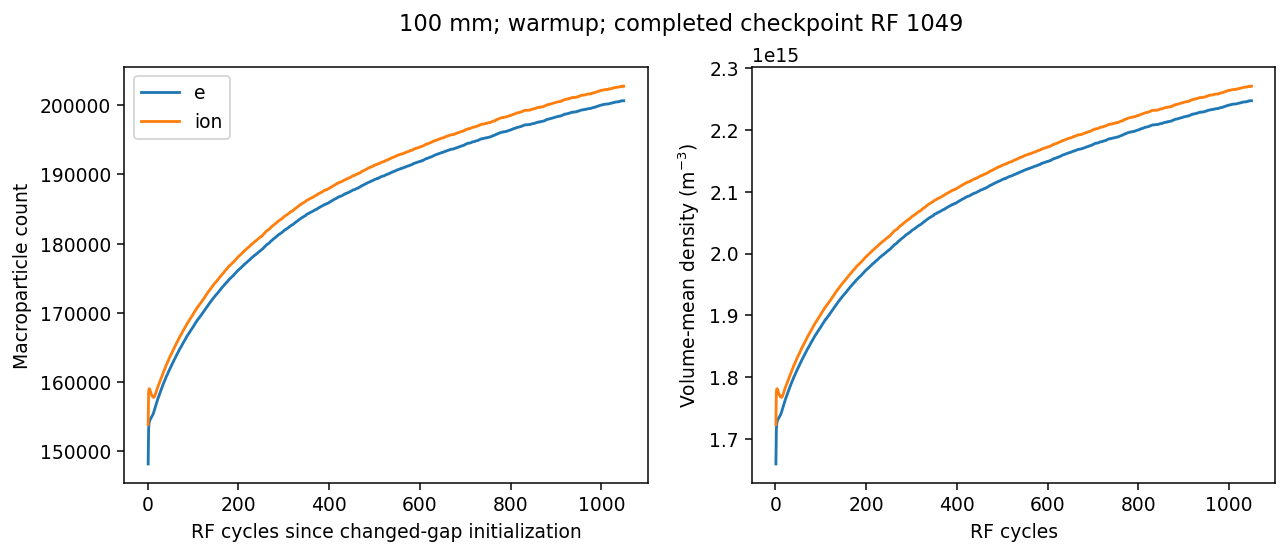 100 mm; warmup; completed checkpoint RF 1049
Macroparticle count
200000
190000
180000
170000
160000
150000
e
ion
0 200 400 600 800 1000
RF cycles since changed-gap initialization
1e15
Volume-mean density (m⁻³)
2.3
2.2
2.1
2.0
1.9
1.8
1.7
0 200 400 600 800 1000
RF cycles